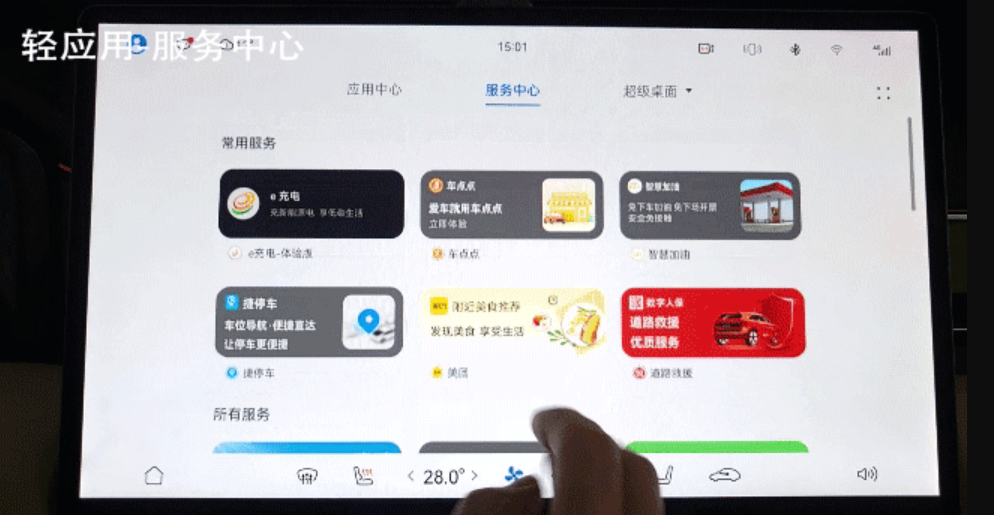 轻应用-服务中心
15:01
4G
应用中心
服务中心
超级桌面
常用服务
e充电
充新能源电 享低碳生活
e充电-体验版
车点点
爱车就用车点点
立即体验
车点点
智慧加油
免下车加油 免下场开票
安全免接触
智慧加油
捷停车
车位导航·便捷直达
让停车更便捷
捷停车
附近美食推荐
发现美食 享受生活
美团
数字人保
道路救援
优质服务
道路救援
所有服务
28.0°